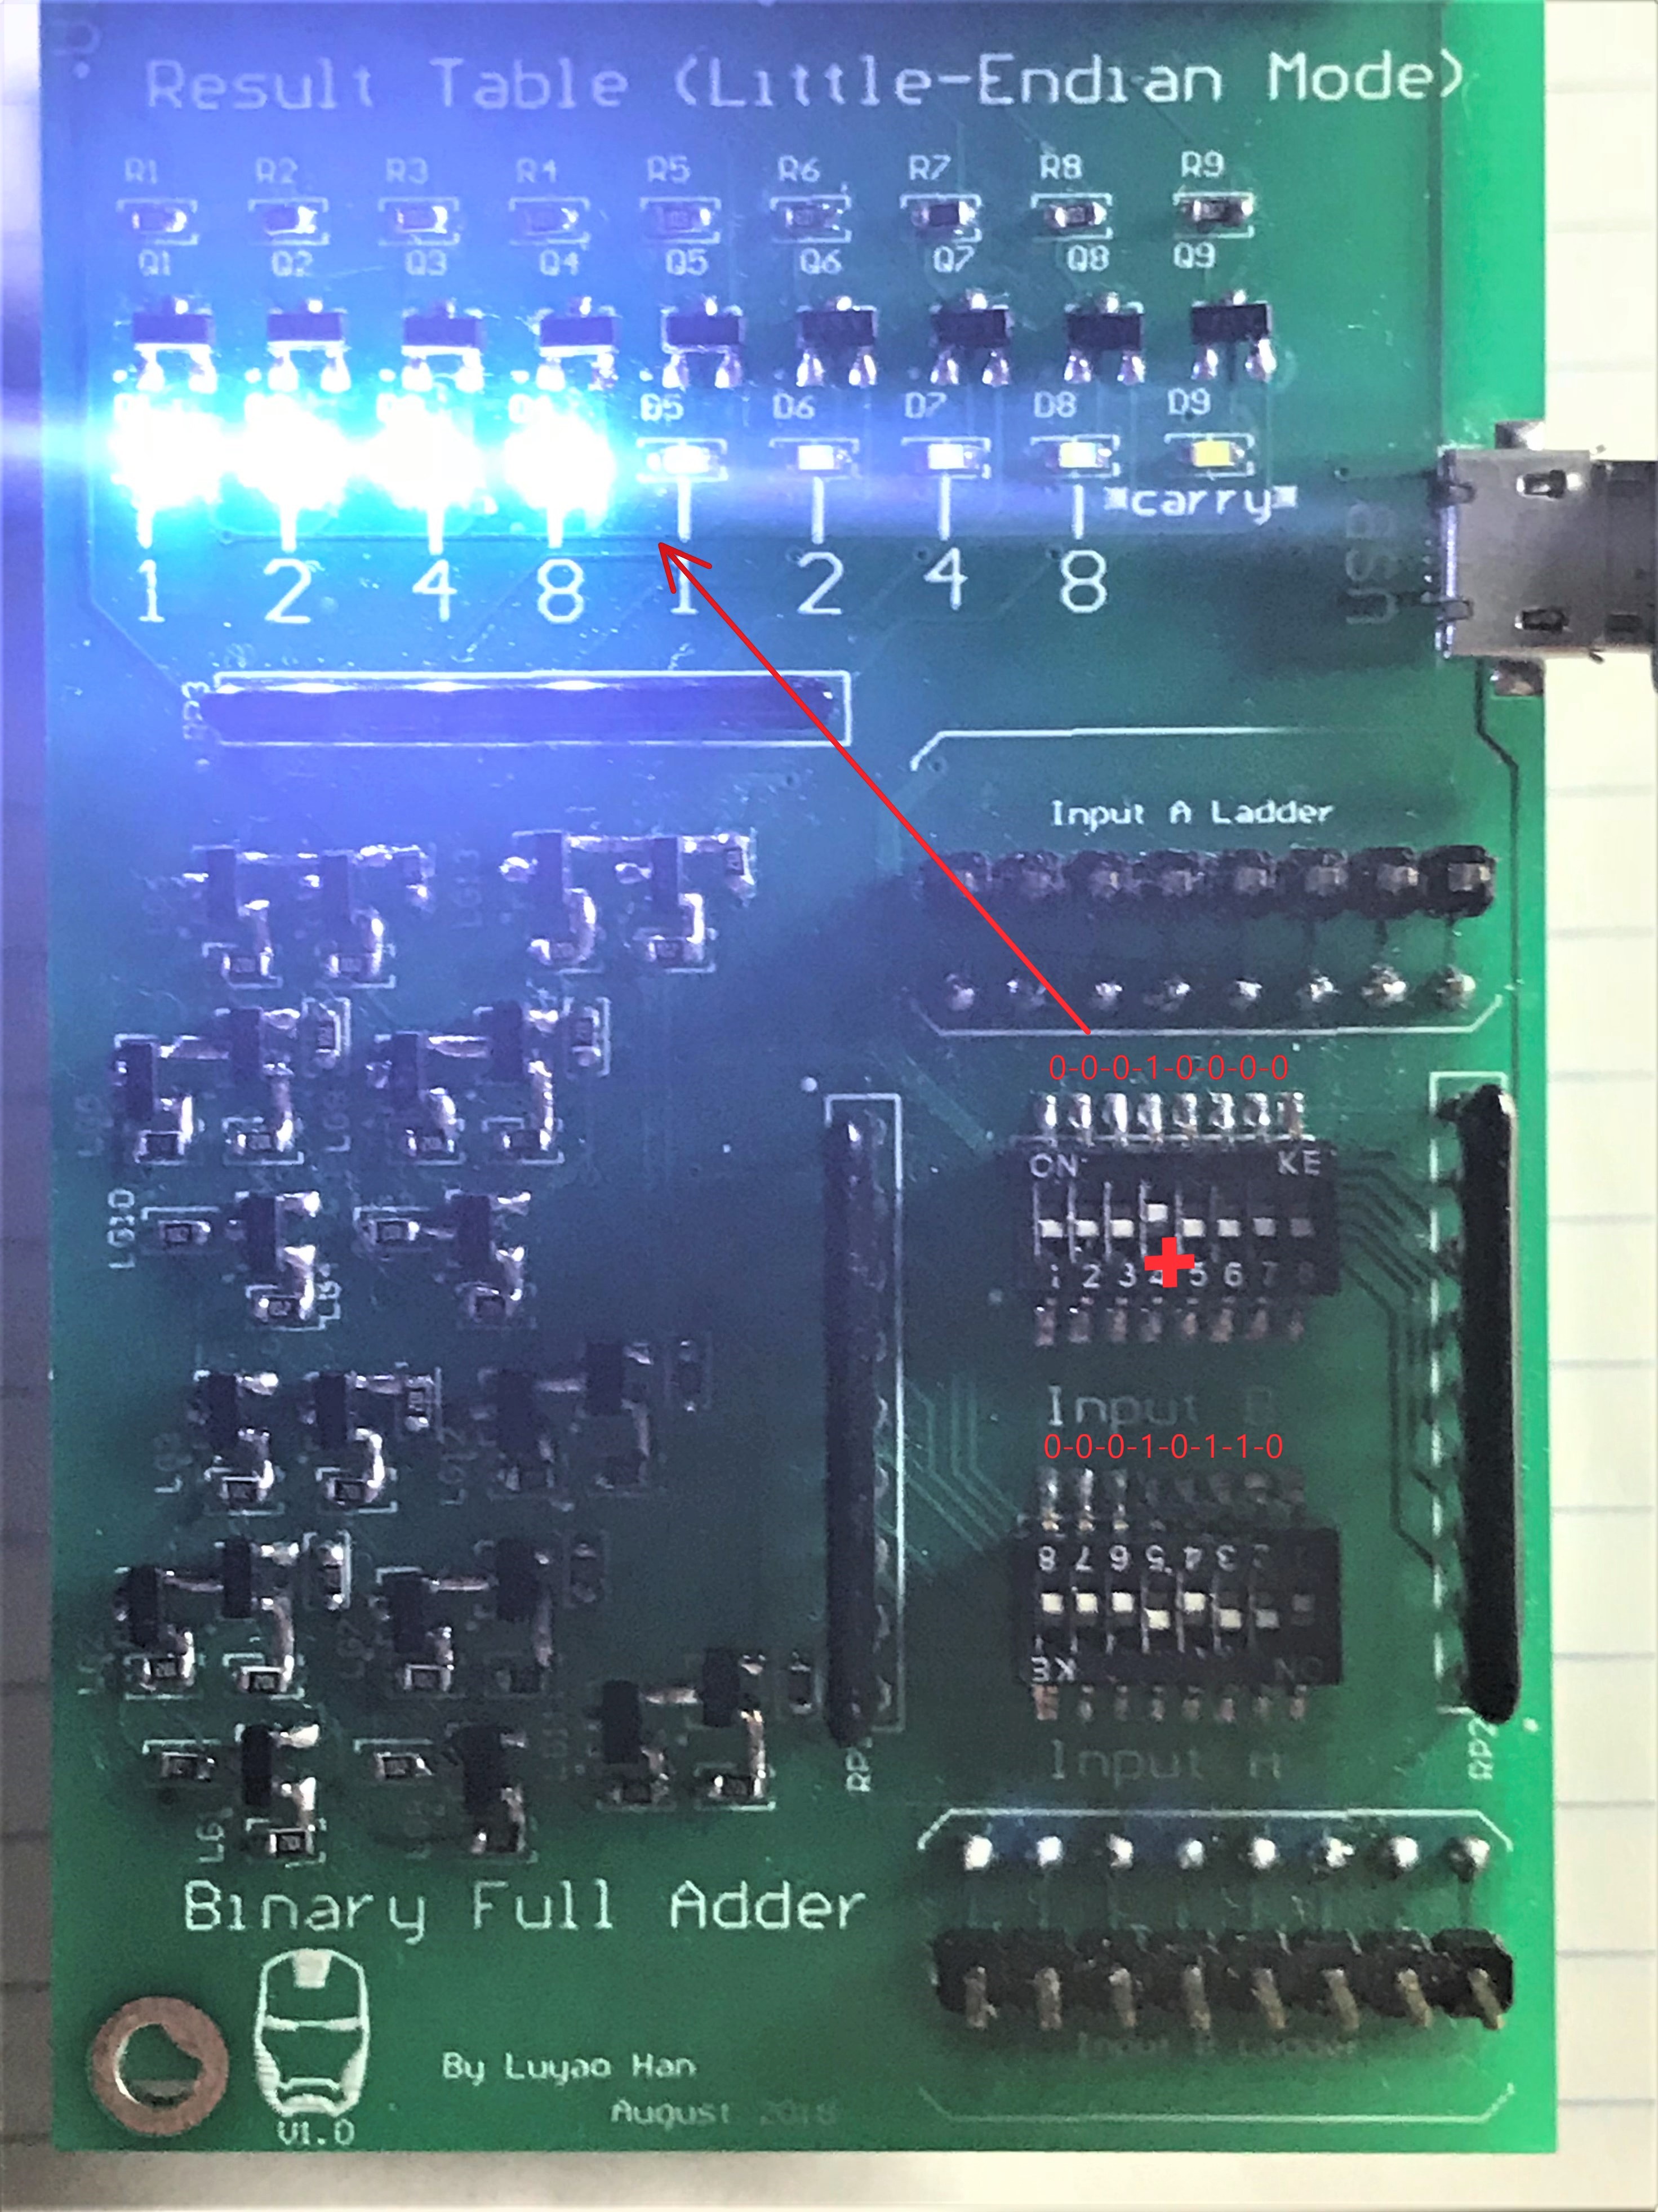 Result Table (Little-Endian Mode)
R1 R2 R3 R4 R5 R6 R7 R8 R9
Q1 Q2 Q3 Q4 Q5 Q6 Q7 Q8 Q9
D5 D6 D7 D8 D9
*carry*
USB
1 2 4 8 1 2 4 8
RP3
Input A Ladder
LG13
0-0-0-1-0-0-0-0
ON KE
1 2 3 4 5 6 7 8
LG10
Input B
0-0-0-1-0-1-1-0
8 7 6 5 4 3 2
KE ON
Input A
RP2
Binary Full Adder
By Luyao Han
August 2018
V1.0